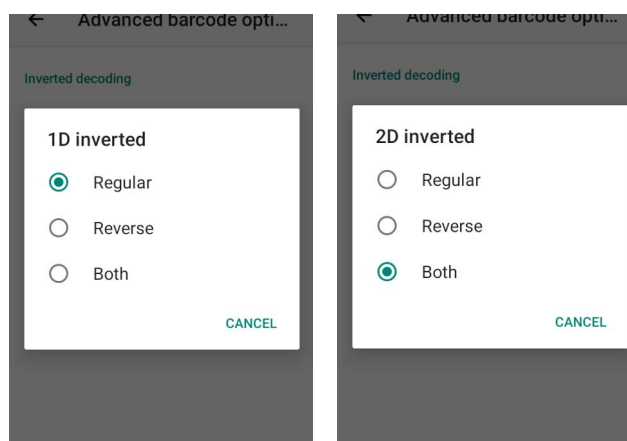 Advanced barcode opti...
Inverted decoding
1D inverted
Regular
Reverse
Both
CANCEL
Advanced barcode opti...
Inverted decoding
2D inverted
Regular
Reverse
Both
CANCEL